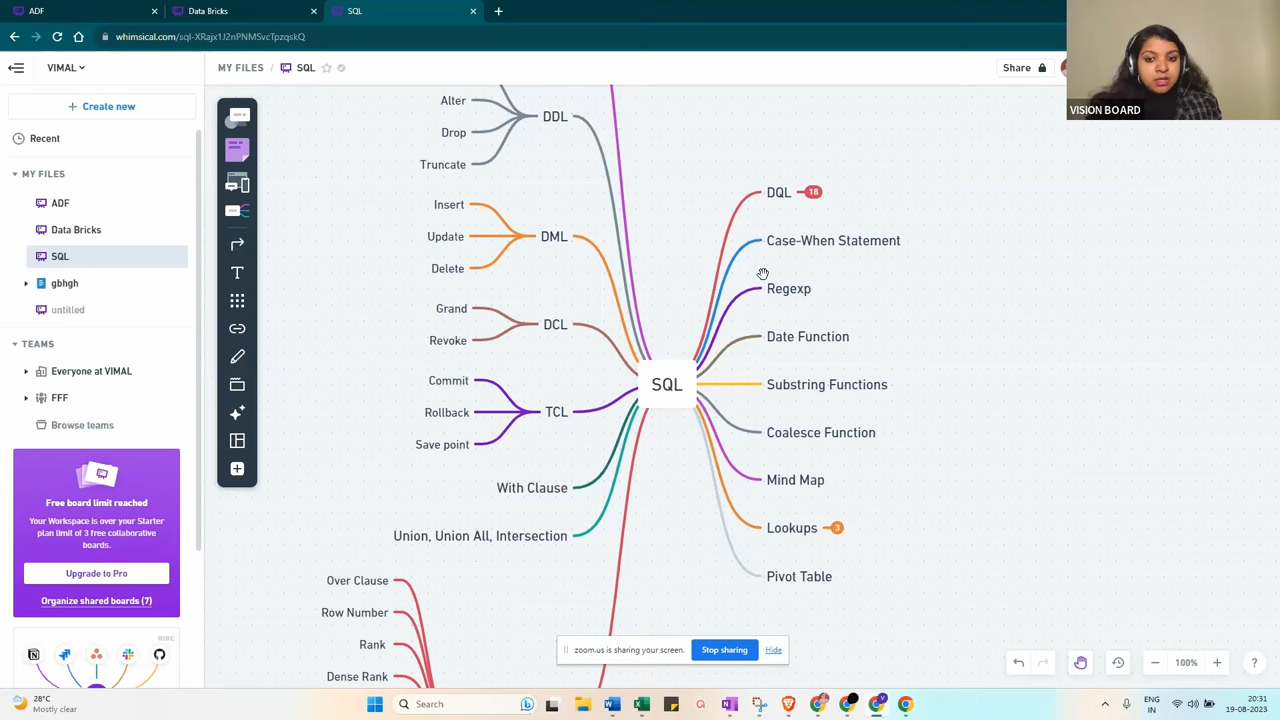 ADF
Data Bricks
SQL
whimsical.com/sql-XRajx1J2nPNMSvcTpzqskQ
VIMAL
MY FILES / SQL
Share
VISION BOARD
+ Create new
Recent
MY FILES
ADF
Data Bricks
SQL
gbhgh
untitled
TEAMS
Everyone at VIMAL
FFF
Browse teams
Free board limit reached
Your Workspace is over your Starter
plan limit of 3 free collaborative
boards.
Upgrade to Pro
Organize shared boards (7)
HIDE
Alter
Drop
Truncate
DDL
Insert
Update
Delete
DML
Grand
Revoke
DCL
Commit
Rollback
Save point
TCL
With Clause
Union, Union All, Intersection
Over Clause
Row Number
Rank
Dense Rank
SQL
DQL 18
Case-When Statement
Regexp
Date Function
Substring Functions
Coalesce Function
Mind Map
Lookups 3
Pivot Table
zoom.us is sharing your screen.
Stop sharing
Hide
100%
?
28°C
Mostly clear
Search
ENG
IN
20:31
19-08-2023